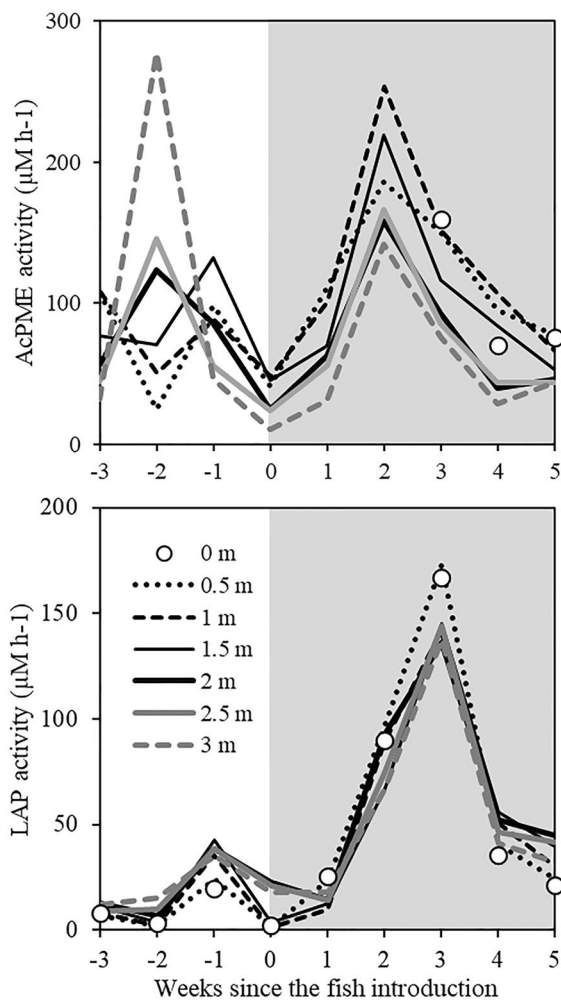 300
200
100
0
AcPME activity (μM h-1)
-3 -2 -1 0 1 2 3 4 5
200
150
100
50
0
LAP activity (μM h-1)
0 m
0.5 m
1 m
1.5 m
2 m
2.5 m
3 m
-3 -2 -1 0 1 2 3 4 5
Weeks since the fish introduction